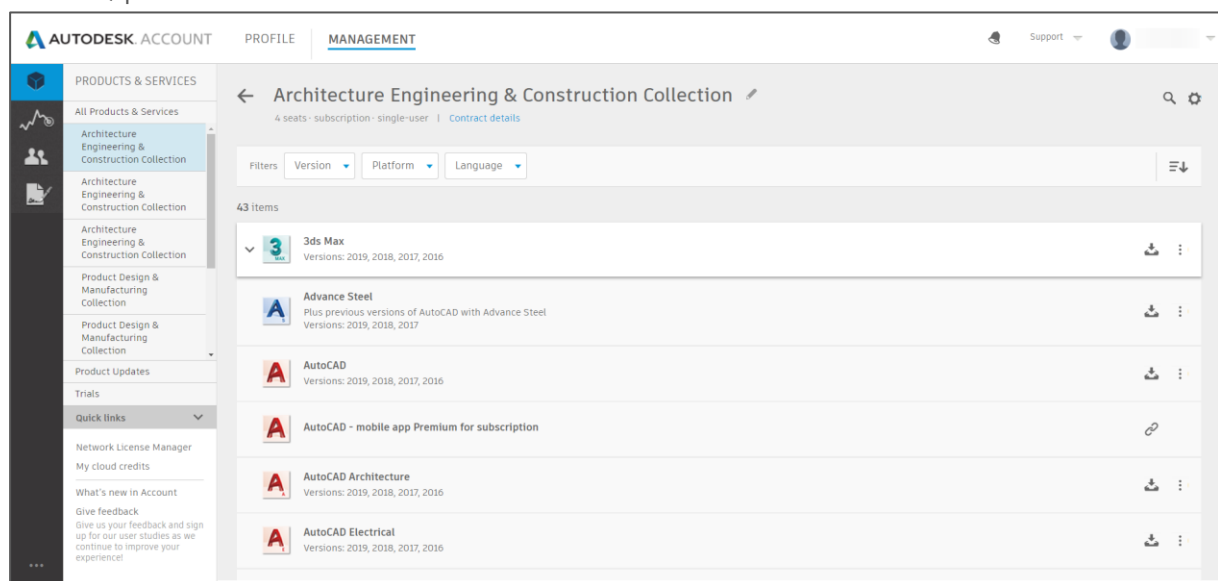 AUTODESK. ACCOUNT
PROFILE
MANAGEMENT
Support
PRODUCTS & SERVICES
All Products & Services
Architecture
Engineering &
Construction Collection
Architecture
Engineering &
Construction Collection
Architecture
Engineering &
Construction Collection
Product Design &
Manufacturing
Collection
Product Design &
Manufacturing
Collection
Product Updates
Trials
Quick links
Network License Manager
My cloud credits
What's new in Account
Give feedback
Give us your feedback and sign
up for our user studies as we
continue to improve your
experience!
Architecture Engineering & Construction Collection
4 seats · subscription · single-user | Contract details
Filters Version Platform Language
43 items
3ds Max
Versions: 2019, 2018, 2017, 2016
Advance Steel
Plus previous versions of AutoCAD with Advance Steel
Versions: 2019, 2018, 2017
AutoCAD
Versions: 2019, 2018, 2017, 2016
AutoCAD - mobile app Premium for subscription
AutoCAD Architecture
Versions: 2019, 2018, 2017, 2016
AutoCAD Electrical
Versions: 2019, 2018, 2017, 2016